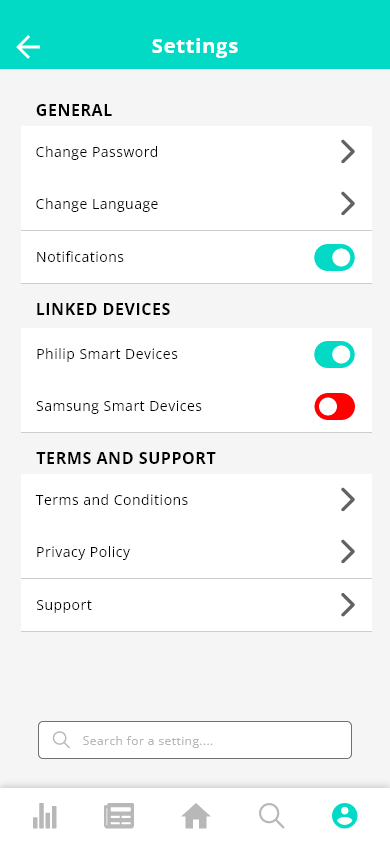 Settings
GENERAL
Change Password
Change Language
Notifications
LINKED DEVICES
Philip Smart Devices
Samsung Smart Devices
TERMS AND SUPPORT
Terms and Conditions
Privacy Policy
Support
Search for a setting....